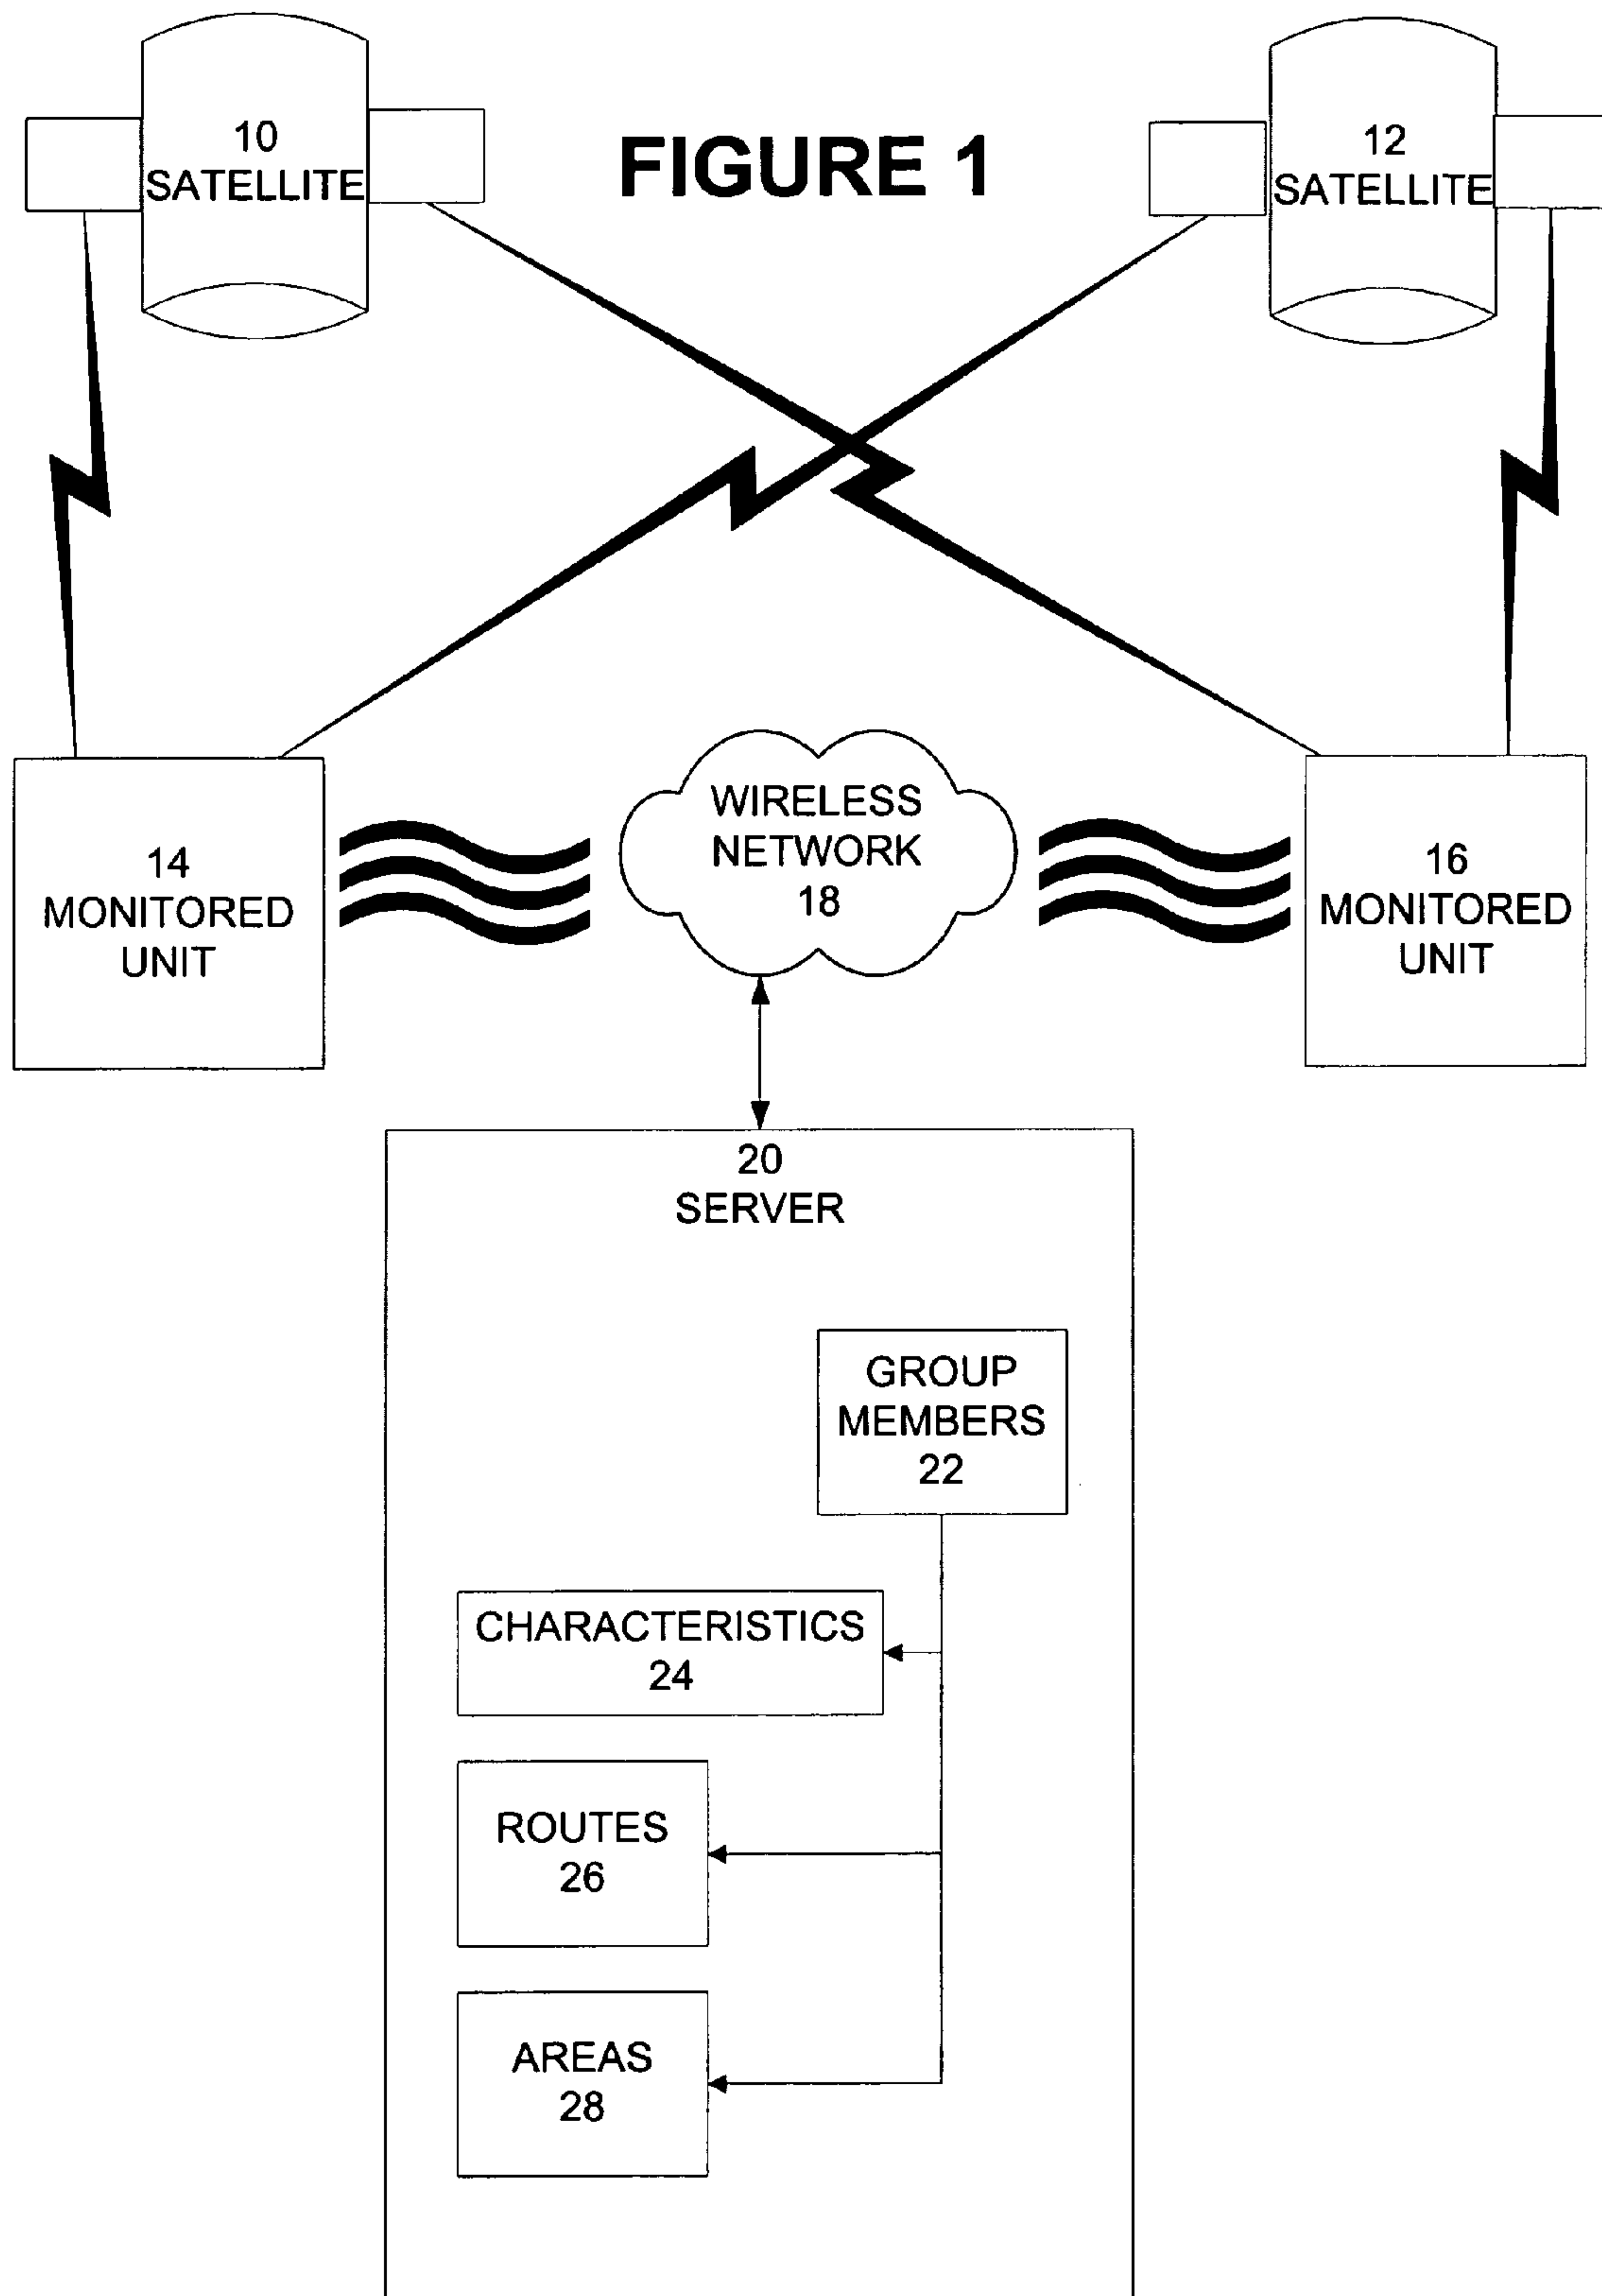 10
SATELLITE
FIGURE 1
12
SATELLITE
14
MONITORED
UNIT
WIRELESS
NETWORK
18
16
MONITORED
UNIT
20
SERVER
GROUP
MEMBERS
22
CHARACTERISTICS
24
ROUTES
26
AREAS
28